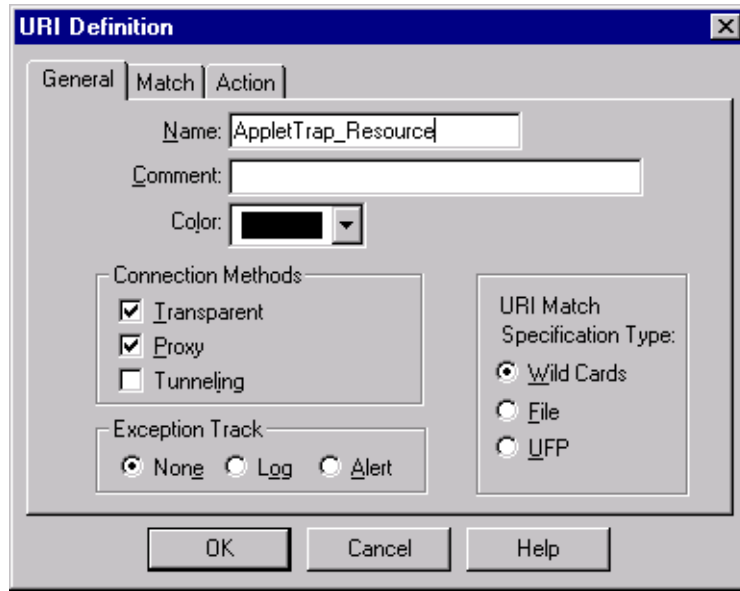 URI Definition
General Match Action
Name: AppletTrap_Resource
Comment:
Color:
Connection Methods
Transparent
Proxy
Tunneling
Exception Track
None Log Alert
URI Match
Specification Type:
Wild Cards
File
UFP
OK Cancel Help